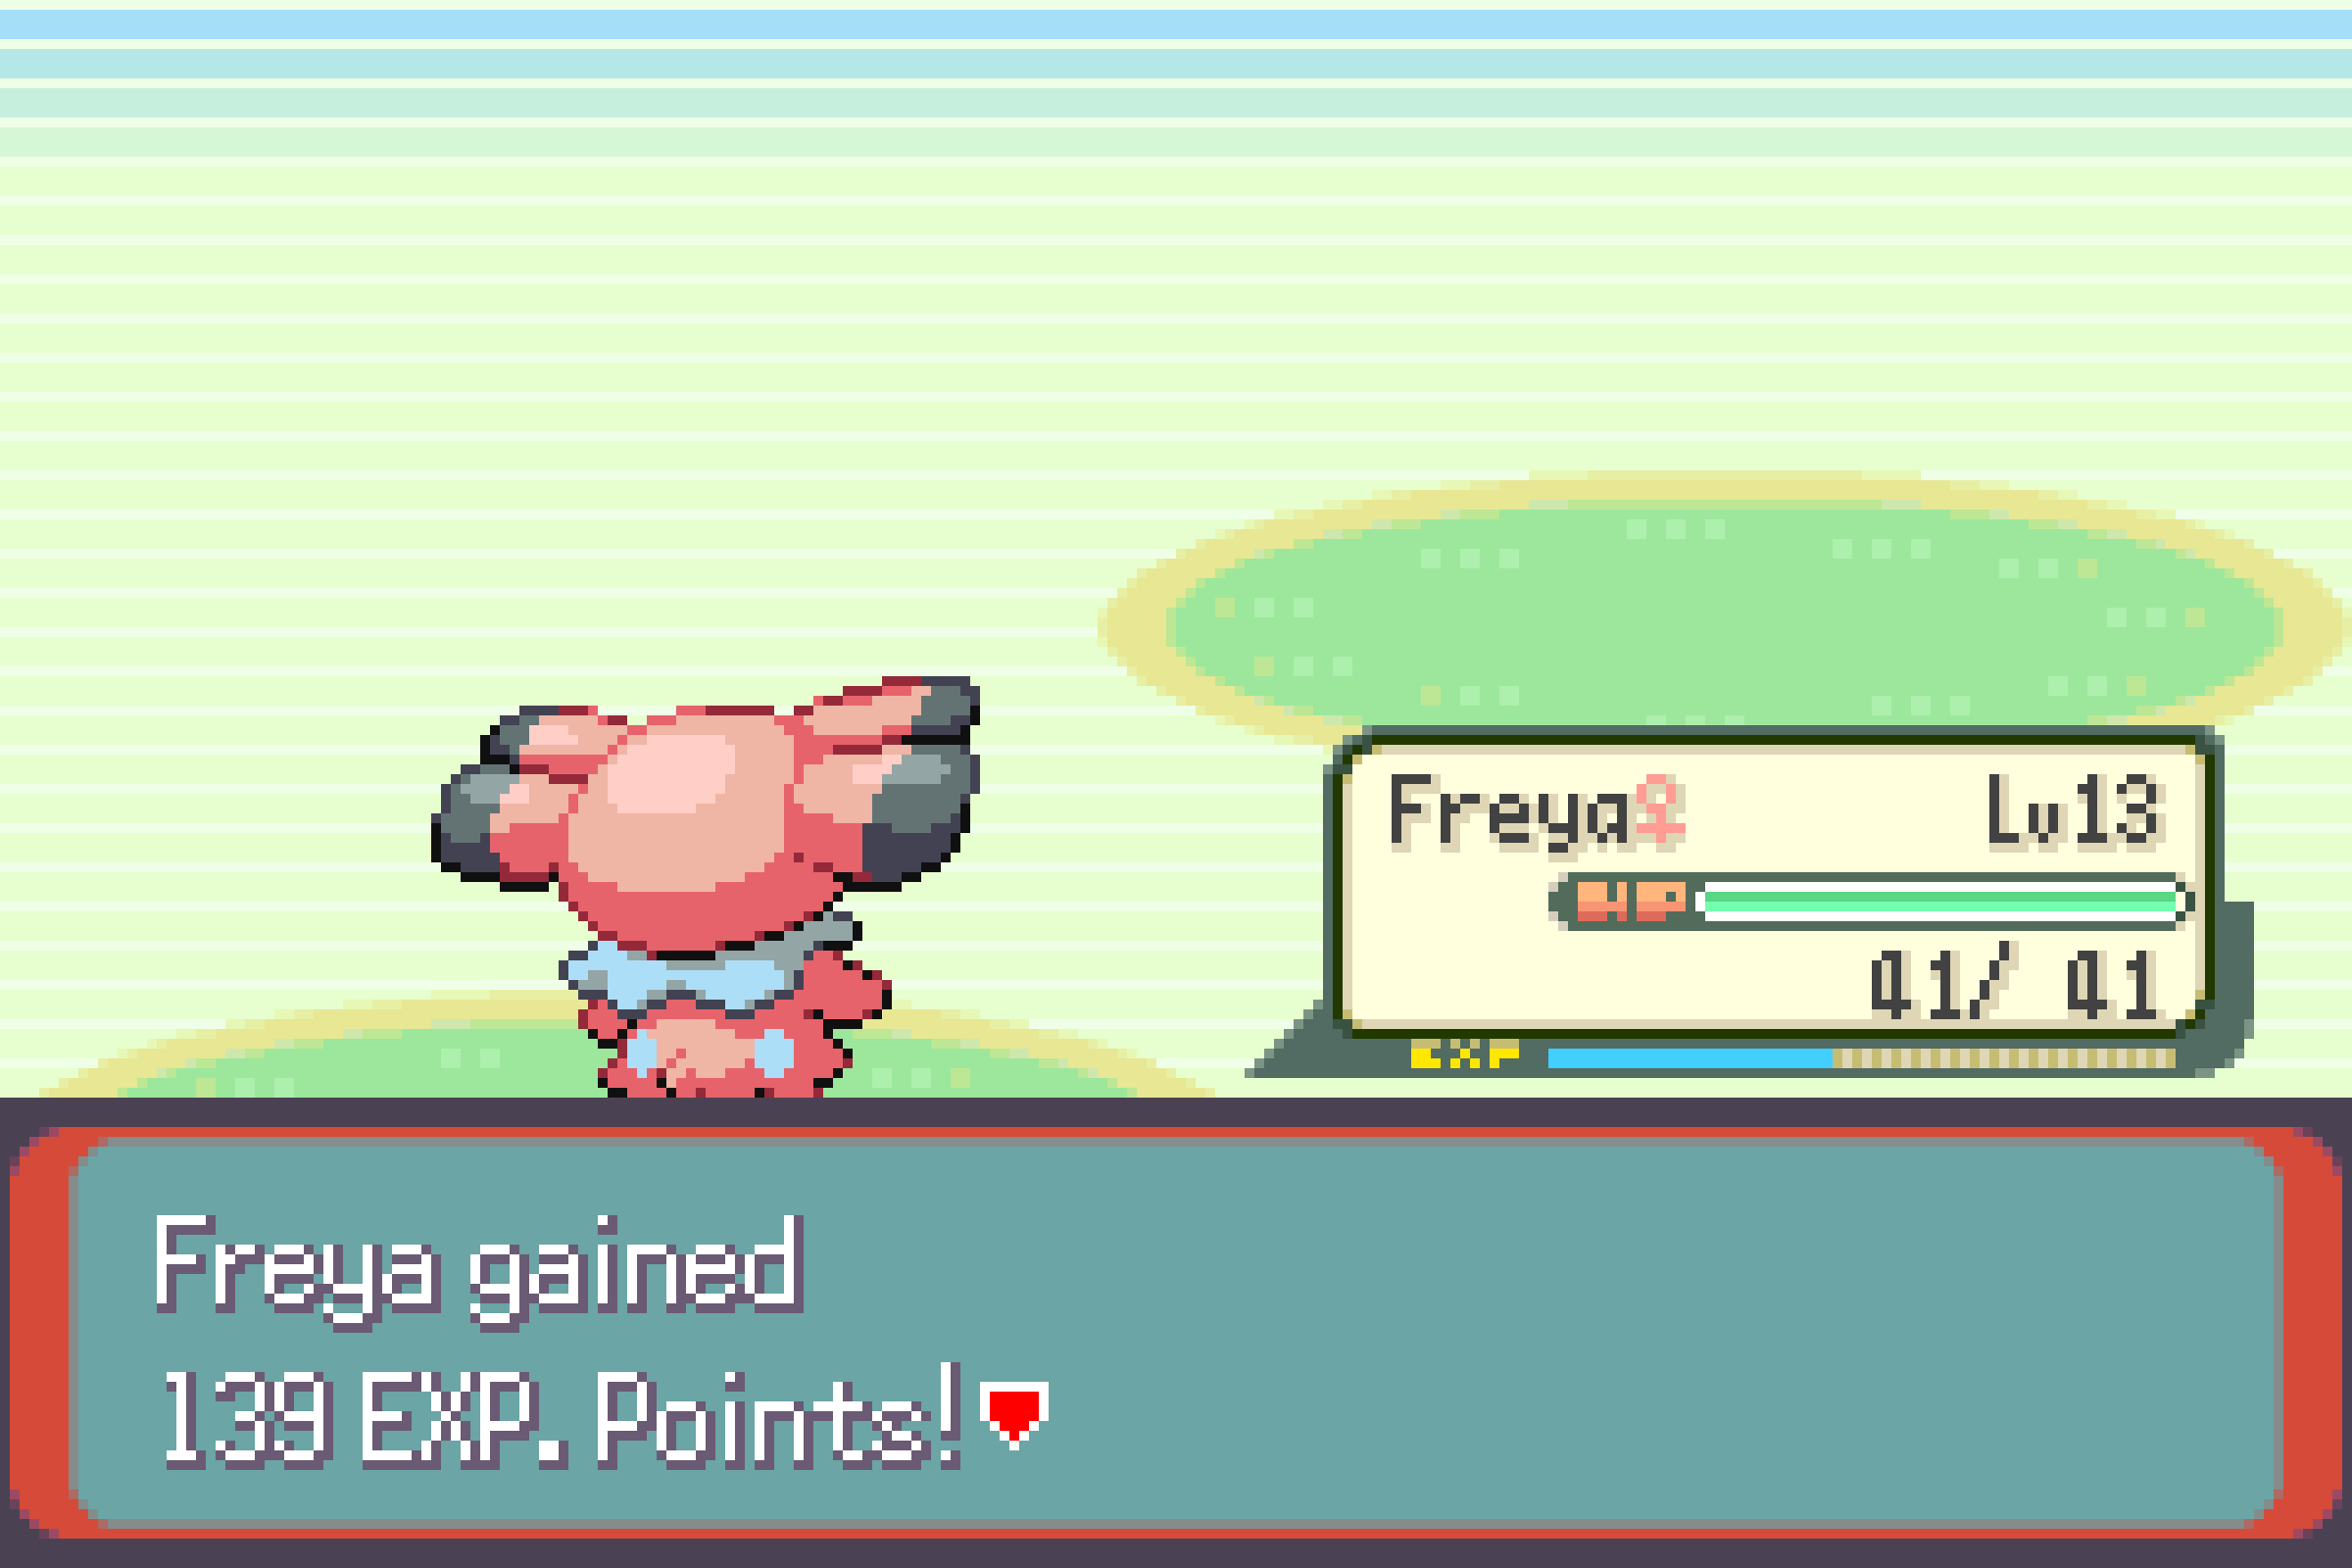 Freya♀ Lv13
HP
41/ 41
EXP
Freya gained
139 EXP. Points!